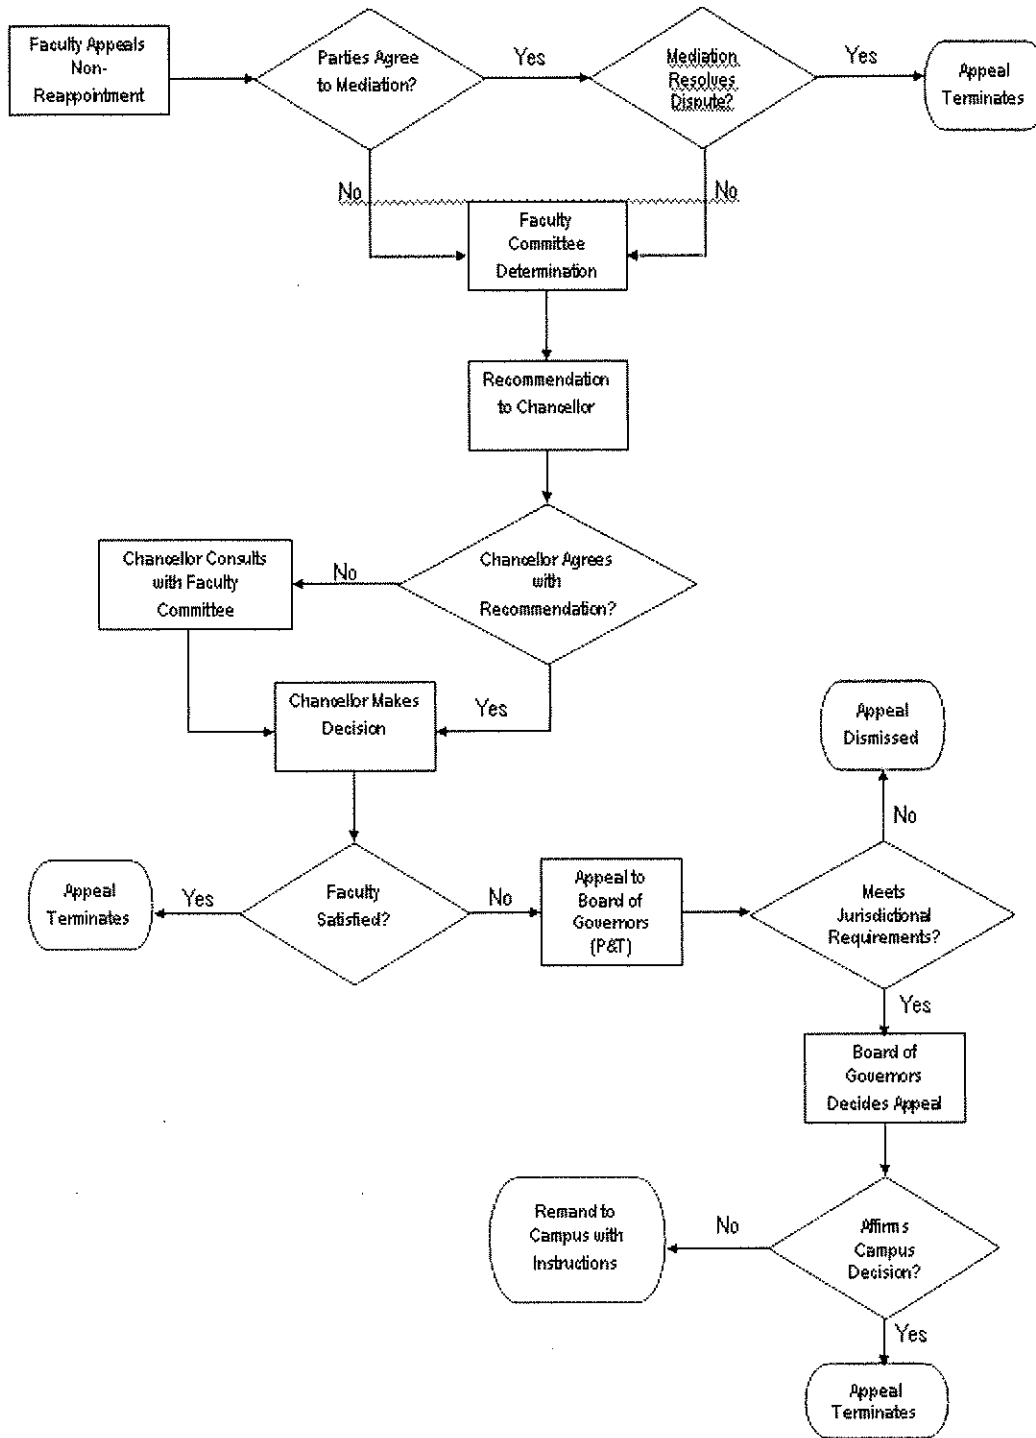 Faculty Appeals
Non-
Reappointment
Parties Agree
to Mediation?
Yes
Mediation
Resolves
Dispute?
Yes
Appeal
Terminates
No
No
Faculty
Committee
Determination
Recommendation
to Chancellor
Chancellor Agrees
with
Recommendation?
No
Chancellor Consults
with Faculty
Committee
Yes
Chancellor Makes
Decision
Faculty
Satisfied?
Yes
Appeal
Terminates
No
Appeal to
Board of
Governors
(P&T)
Meets
Jurisdictional
Requirements?
No
Appeal
Dismissed
Yes
Board of
Governors
Decides Appeal
Affirms
Campus
Decision?
No
Remand to
Campus with
Instructions
Yes
Appeal
Terminates